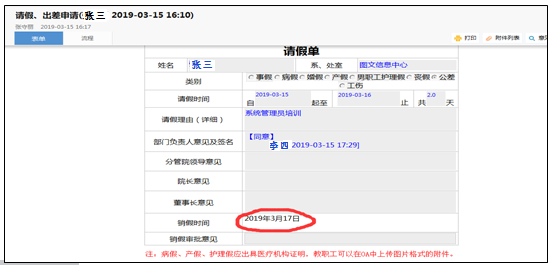 请假、出差申请(张三 2019-03-15 16:10)
2019-03-15 16:17
表单 流程 打印 附件列表
请假单
姓名 张三 系、处室 图文信息中心
类别 事假 病假 婚假 产假 男职工护理假 丧假 公差
工伤
请假时间 自 2019-03-15 起至 2019-03-16 止 共 2.0 天
请假理由（详细） 系统管理员培训
部门负责人意见及签名 【同意】
李四 2019-03-15 17:29]
分管院领导意见
院长意见
董事长意见
销假时间 2019年3月17日
销假审批意见
注：病假、产假、护理假应出具医疗机构证明，教职工可以在OA中上传图片格式的附件。